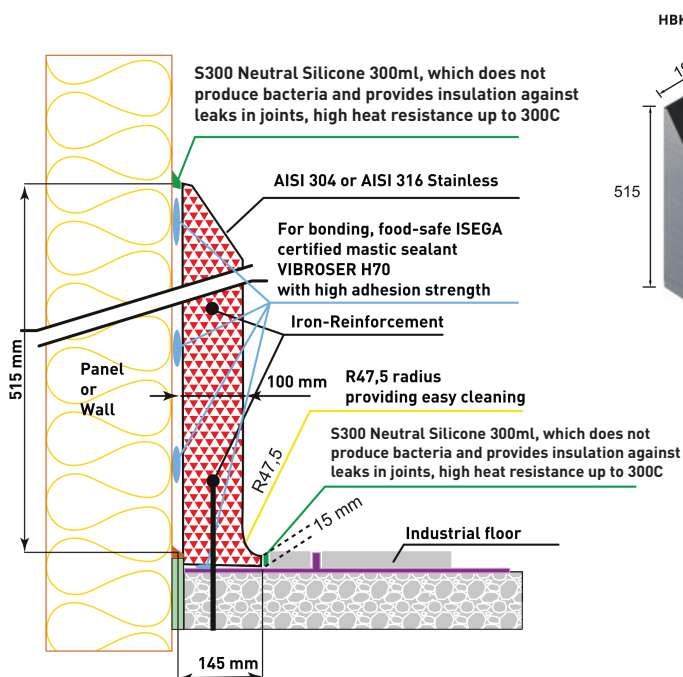 HBK
S300 Neutral Silicone 300ml, which does not
produce bacteria and provides insulation against
leaks in joints, high heat resistance up to 300C
515
AISI 304 or AISI 316 Stainless
For bonding, food-safe ISEGA
certified mastic sealant
VIBROSER H70
with high adhesion strength
Iron-Reinforcement
515 mm
Panel
or
Wall
100 mm
R47,5 radius
providing easy cleaning
S300 Neutral Silicone 300ml, which does not
produce bacteria and provides insulation against
leaks in joints, high heat resistance up to 300C
R47,5
15 mm
Industrial floor
145 mm